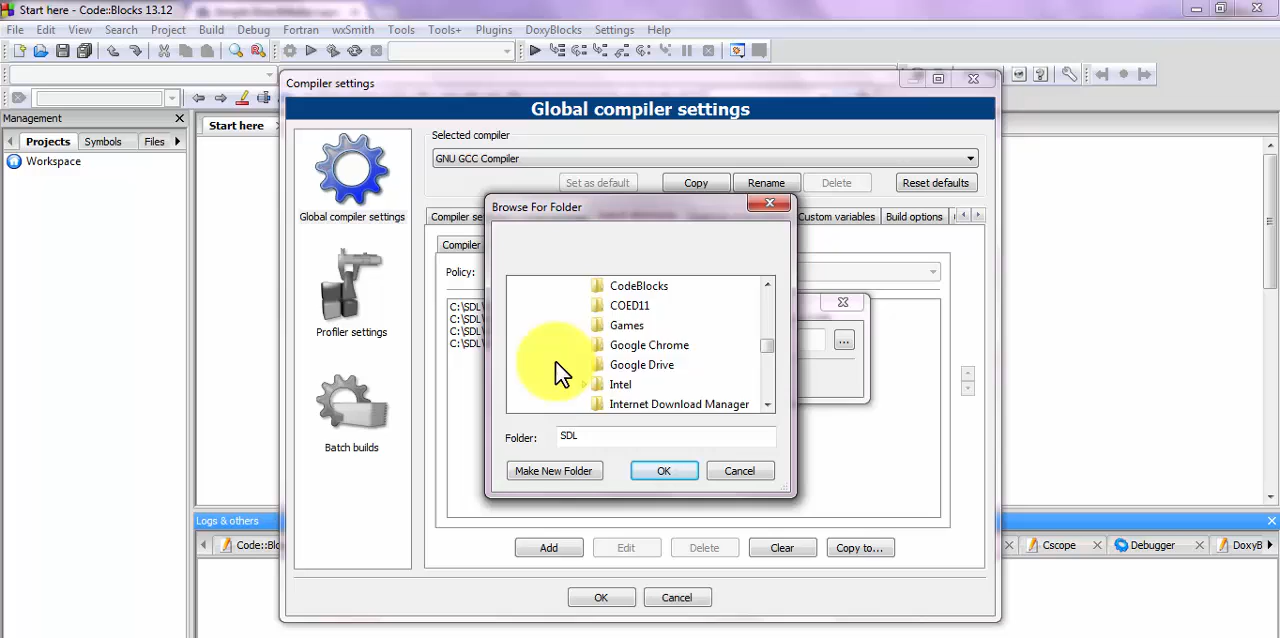 Start here - Code::Blocks 13.12
File Edit View Search Project Build Debug Fortran wxSmith Tools Tools+ Plugins DoxyBlocks Settings Help
Management
Projects Symbols Files
Workspace
Start here
Compiler settings
Global compiler settings
Global compiler settings
Profiler settings
Batch builds
Selected compiler
GNU GCC Compiler
Set as default Copy Rename Delete Reset defaults
Compiler se Custom variables Build options
Compiler
Policy:
C:\SDL\
C:\SDL\
C:\SDL\
C:\SDL\
...
Browse For Folder
CodeBlocks
COED11
Games
Google Chrome
Google Drive
Intel
Internet Download Manager
Folder: SDL
Make New Folder OK Cancel
Add Edit Delete Clear Copy to...
OK Cancel
Logs & others
Code::Blo Cscope Debugger DoxyB